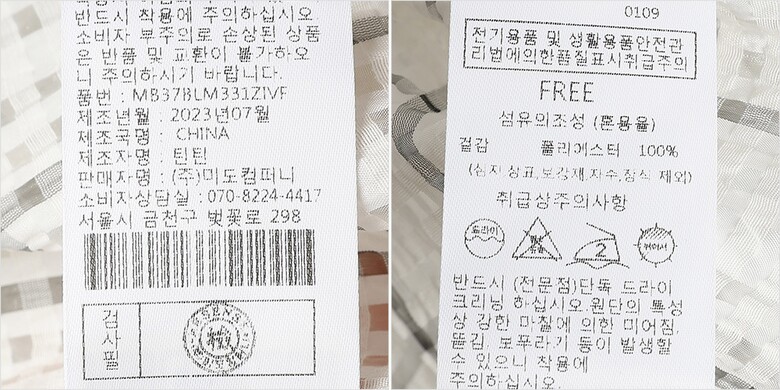 반드시 착용에 주의하십시오.
소비자 부주의로 손상된 상품
은 반품 및 교환이 불가하오
니 주의하시기 바랍니다.
품번 : MB37BLM331ZIVF
제조년월 : 2023년07월
제조국명 : CHINA
제조자명 : 틴틴
판매자명 : (주)미도컴퍼니
소비자상담실 : 070-8224-4417
서울시 금천구 벚꽃로 298
검사필
0109
전기용품 및 생활용품안전관
리법에의한품질표시취급주의
FREE
섬유의조성 (혼용율)
겉감 폴리에스터 100%
(심지,상표,보강재,자수,장식 제외)
취급상주의사항
드라이
2
뉘어서
반드시 (전문점)단독 드라이
크리닝 하십시오.원단의 특성
상 강한 마찰에 의한 미어짐,
뜯김, 보푸라기 등이 발생할
수 있으니 착용에
주의하십시오.